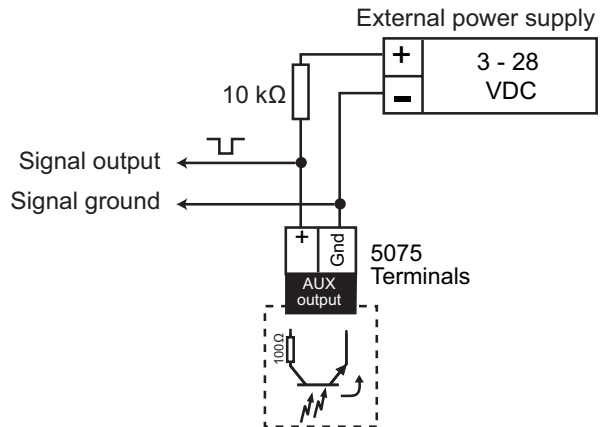 External power supply
+
3 - 28
VDC
–
10 kΩ
Signal output
Signal ground
+
Gnd
5075
Terminals
AUX
output
100Ω